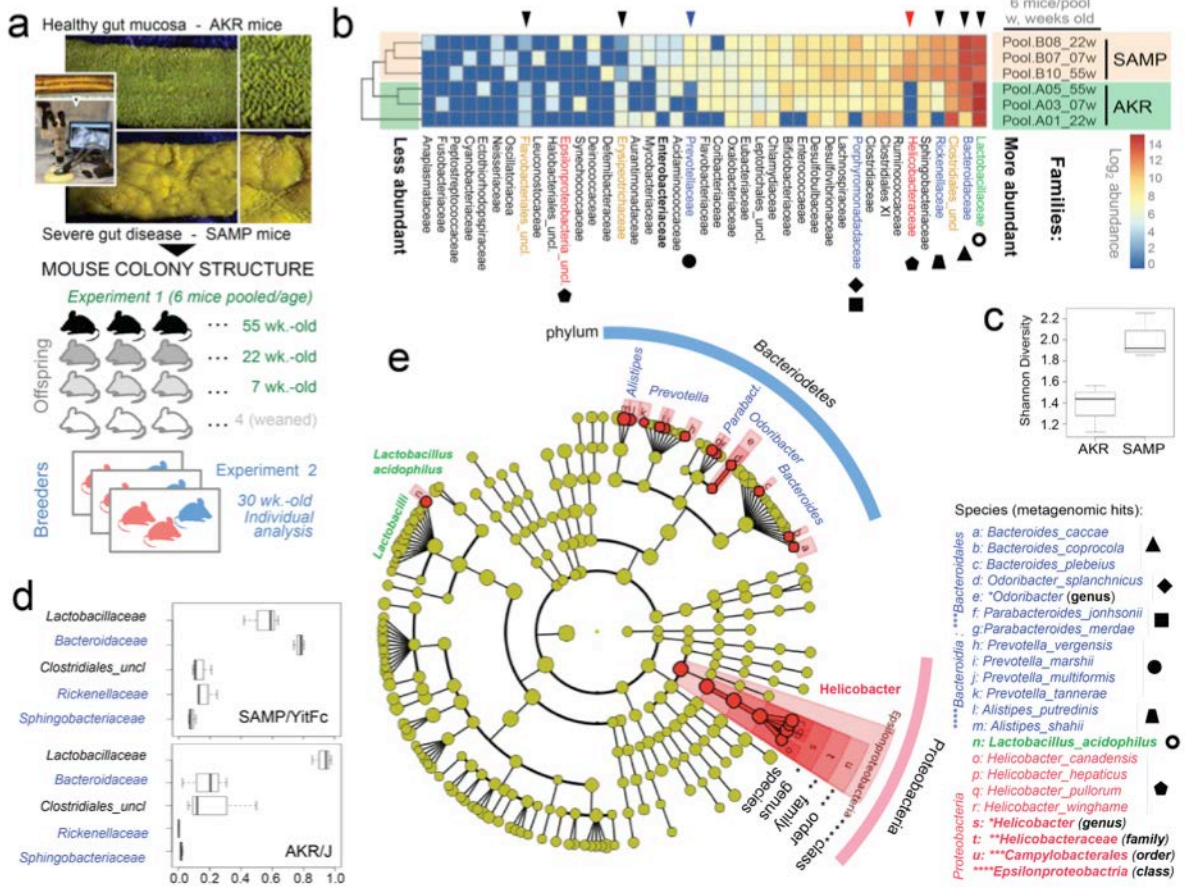 a
Healthy gut mucosa - AKR mice
Severe gut disease - SAMP mice
MOUSE COLONY STRUCTURE
Experiment 1 (6 mice pooled/age)
Offspring
... 55 wk.-old
... 22 wk.-old
... 7 wk.-old
... 4 (weaned)
Breeders
Experiment 2
30 wk.-old
Individual
analysis
b
6 mice/pool
w, weeks old
Pool.B08_22w
Pool.B07_07w
Pool.B10_55w
SAMP
Pool.A05_55w
Pool.A03_07w
Pool.A01_22w
AKR
Less abundant
Anaplasmataceae
Fusobacteriaceae
Peptostreptococcaceae
Cyanobacteriaceae
Ectothiorhodopspiraceae
Neisseriaceae
Oscillatoriacea
Flavobacteriales_uncl.
Leuconostocaceae
Halobacteriales uncl.
Epsilonproteobacteria_uncl.
Synechococcaceae
Deinococcaceae
Deferribacteraceae
Erysipelotrichaceae
Aurantimonadaceae
Mycobacteriaceae
Enterobacteriaceae
Acidaminococcaceae
Prevotellaceae
Flavobacteriaceae
Coribacteriaceae
Oxalobacteriaceae
Eubacteriaceae
Leptotrichales_uncl.
Chlamydiaceae
Bifidobacteriaceae
Enterococcaceae
Desulfobulbaceae
Desulfovibrionaceae
Lachnospiraceae
Porphyromonadadaceae
Clostridiaceae
Clostridiales XI
Ruminococcaceae
Helicobacteraceae
Sphingobacteriaceae
Rickenellaceae
Clostridiales_uncl
Bacteroidaceae
Lactobacillaceae
More abundant
Families:
Log2 abundance
14
12
10
8
6
4
2
0
c
Shannon Diversity
2.2
2.0
1.8
1.6
1.4
1.2
AKR SAMP
d
Lactobacillaceae
Bacteroidaceae
Clostridiales_uncl
Rickenellaceae
Sphingobacteriaceae
SAMP/YitFc
Lactobacillaceae
Bacteroidaceae
Clostridiales_uncl
Rickenellaceae
Sphingobacteriaceae
AKR/J
0.0 0.2 0.4 0.6 0.8 1.0
e
phylum
Bacteriodetes
Alistipes
Prevotella
Parabact.
Odoribacter
Bacteroides
Lactobacillus
acidophilus
Lactobacilli
Helicobacter
Epsilonproteobacteria
Proteobacteria
species
genus
family
order
class
Species (metagenomic hits):
****Bacteroidia : ***Bacteroidales
a: Bacteroides_caccae
b: Bacteroides_coprocola
c: Bacteroides_plebeius
d: Odoribacter_splanchnicus
e: *Odoribacter (genus)
f: Parabacteroides_jonhsonii
g:Parabacteroides_merdae
h: Prevotella_vergensis
i: Prevotella_marshii
j: Prevotella_multiformis
k: Prevotella_tannerae
l: Alistipes_putredinis
m: Alistipes_shahii
n: Lactobacillus_acidophilus
Proteobacteria
o: Helicobacter_canadensis
p: Helicobacter_hepaticus
q: Helicobacter_pullorum
r: Helicobacter_winghame
s: *Helicobacter (genus)
t: **Helicobacteraceae (family)
u: ***Campylobacterales (order)
****Epsilonproteobactria (class)